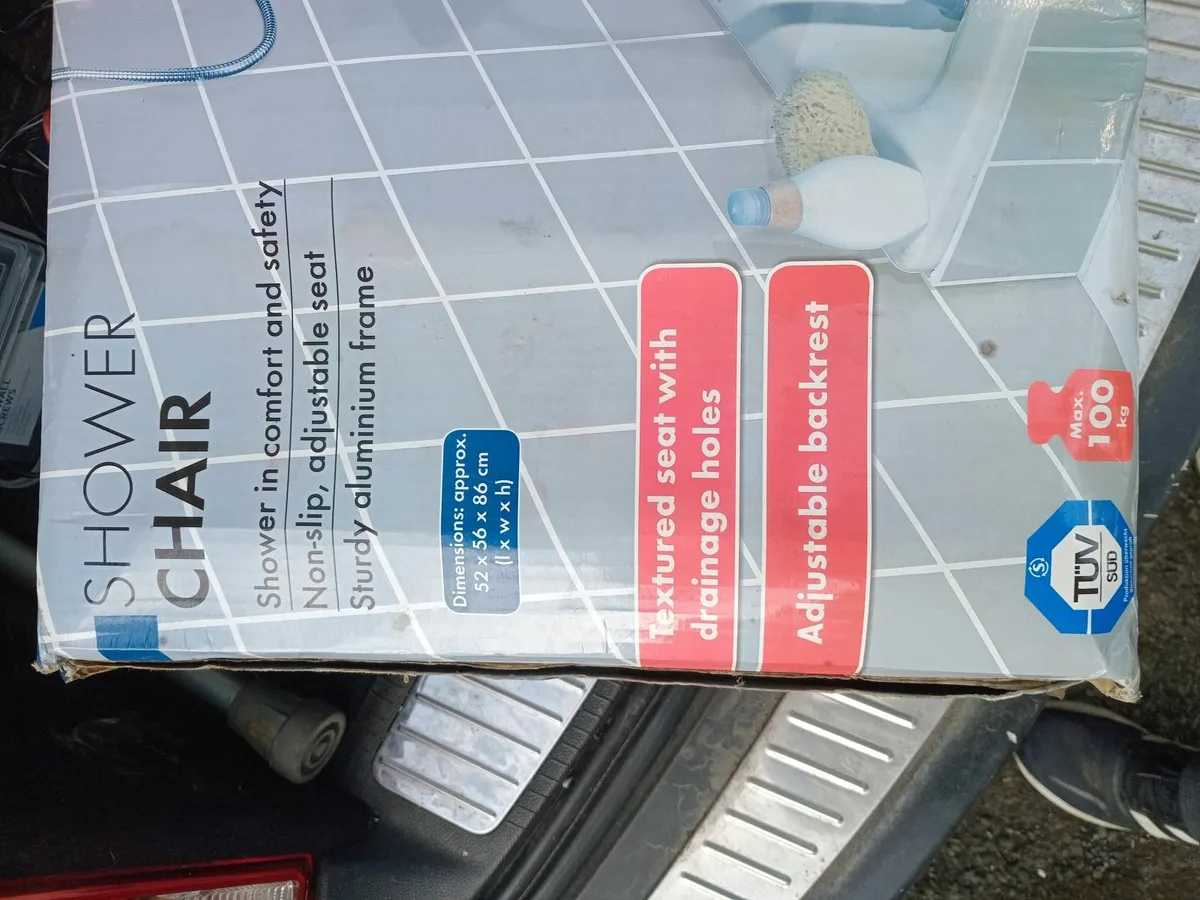 SHOWER
CHAIR
Shower in comfort and safety
Non-slip, adjustable seat
Sturdy aluminium frame
Dimensions: approx.
52 x 56 x 86 cm
(l x w x h)
Textured seat with
drainage holes
Adjustable backrest
Max.
100
kg
TÜV
SÜD